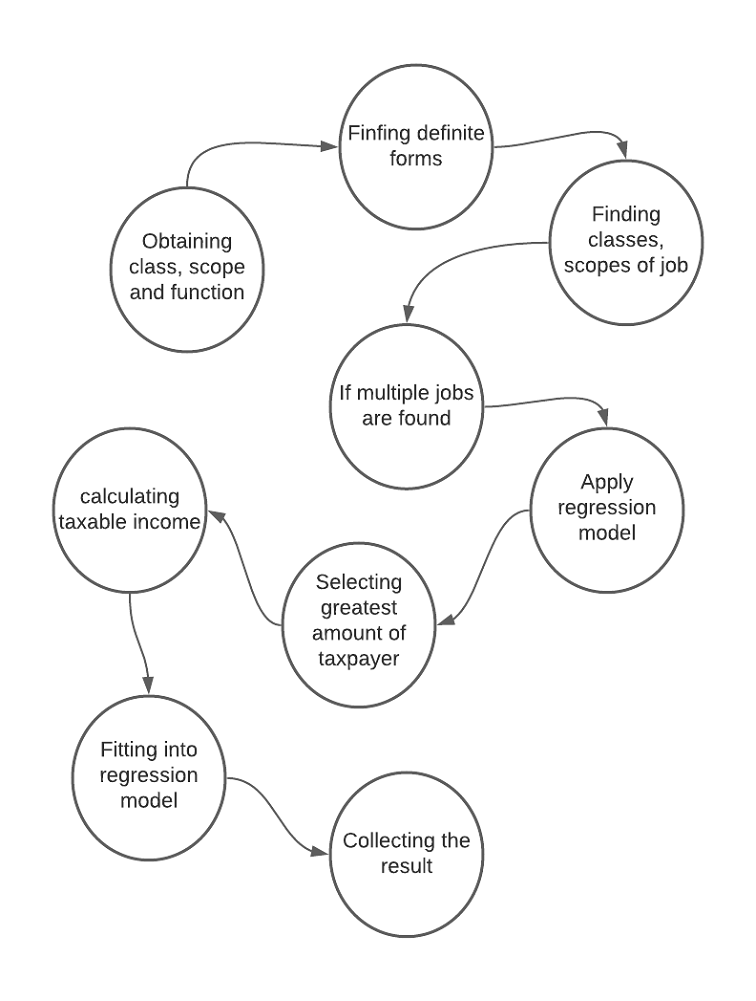 Obtaining
class, scope
and function
Finfing definite
forms
Finding
classes,
scopes of job
If multiple jobs
are found
Apply
regression
model
Selecting
greatest
amount of
taxpayer
calculating
taxable income
Fitting into
regression
model
Collecting the
result